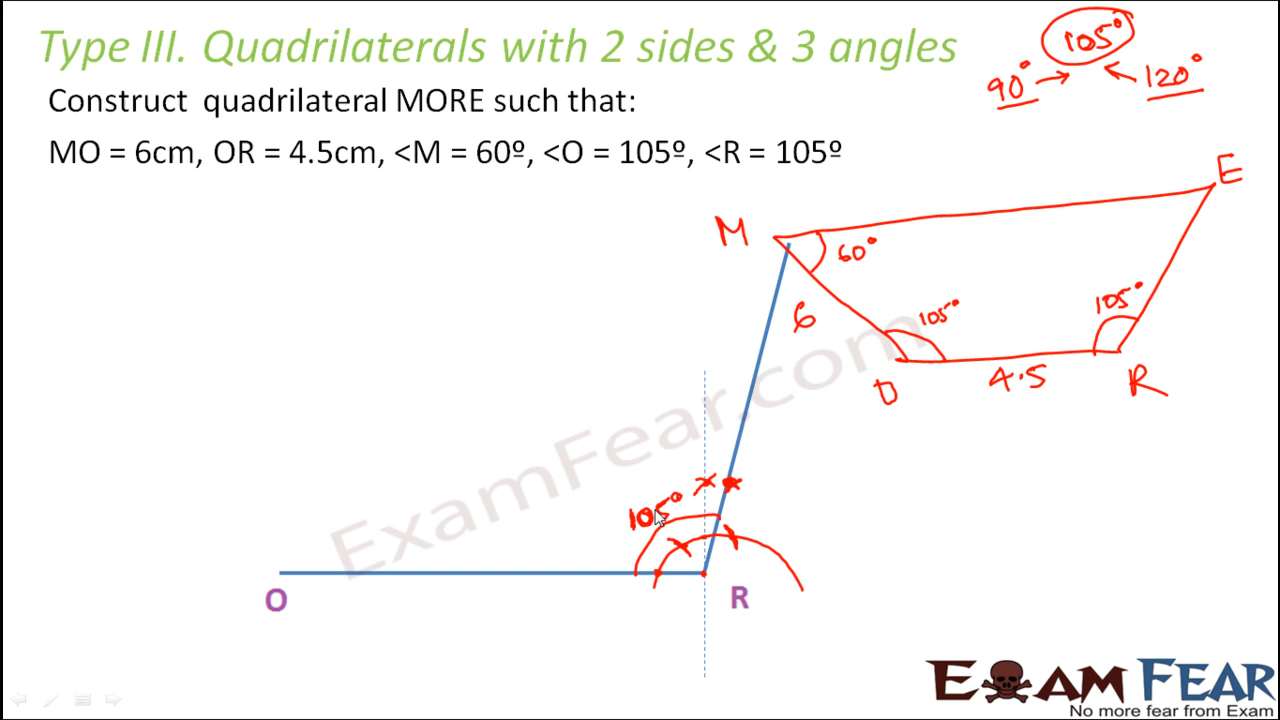 Type III. Quadrilaterals with 2 sides & 3 angles
105°
90° → ← 120°
Construct quadrilateral MORE such that:
MO = 6cm, OR = 4.5cm, <M = 60º, <O = 105º, <R = 105º
E
M
60°
6
105°
105°
O
4.5
R
ExamFear.com
105°
O
R
EXAM FEAR
No more fear from Exam